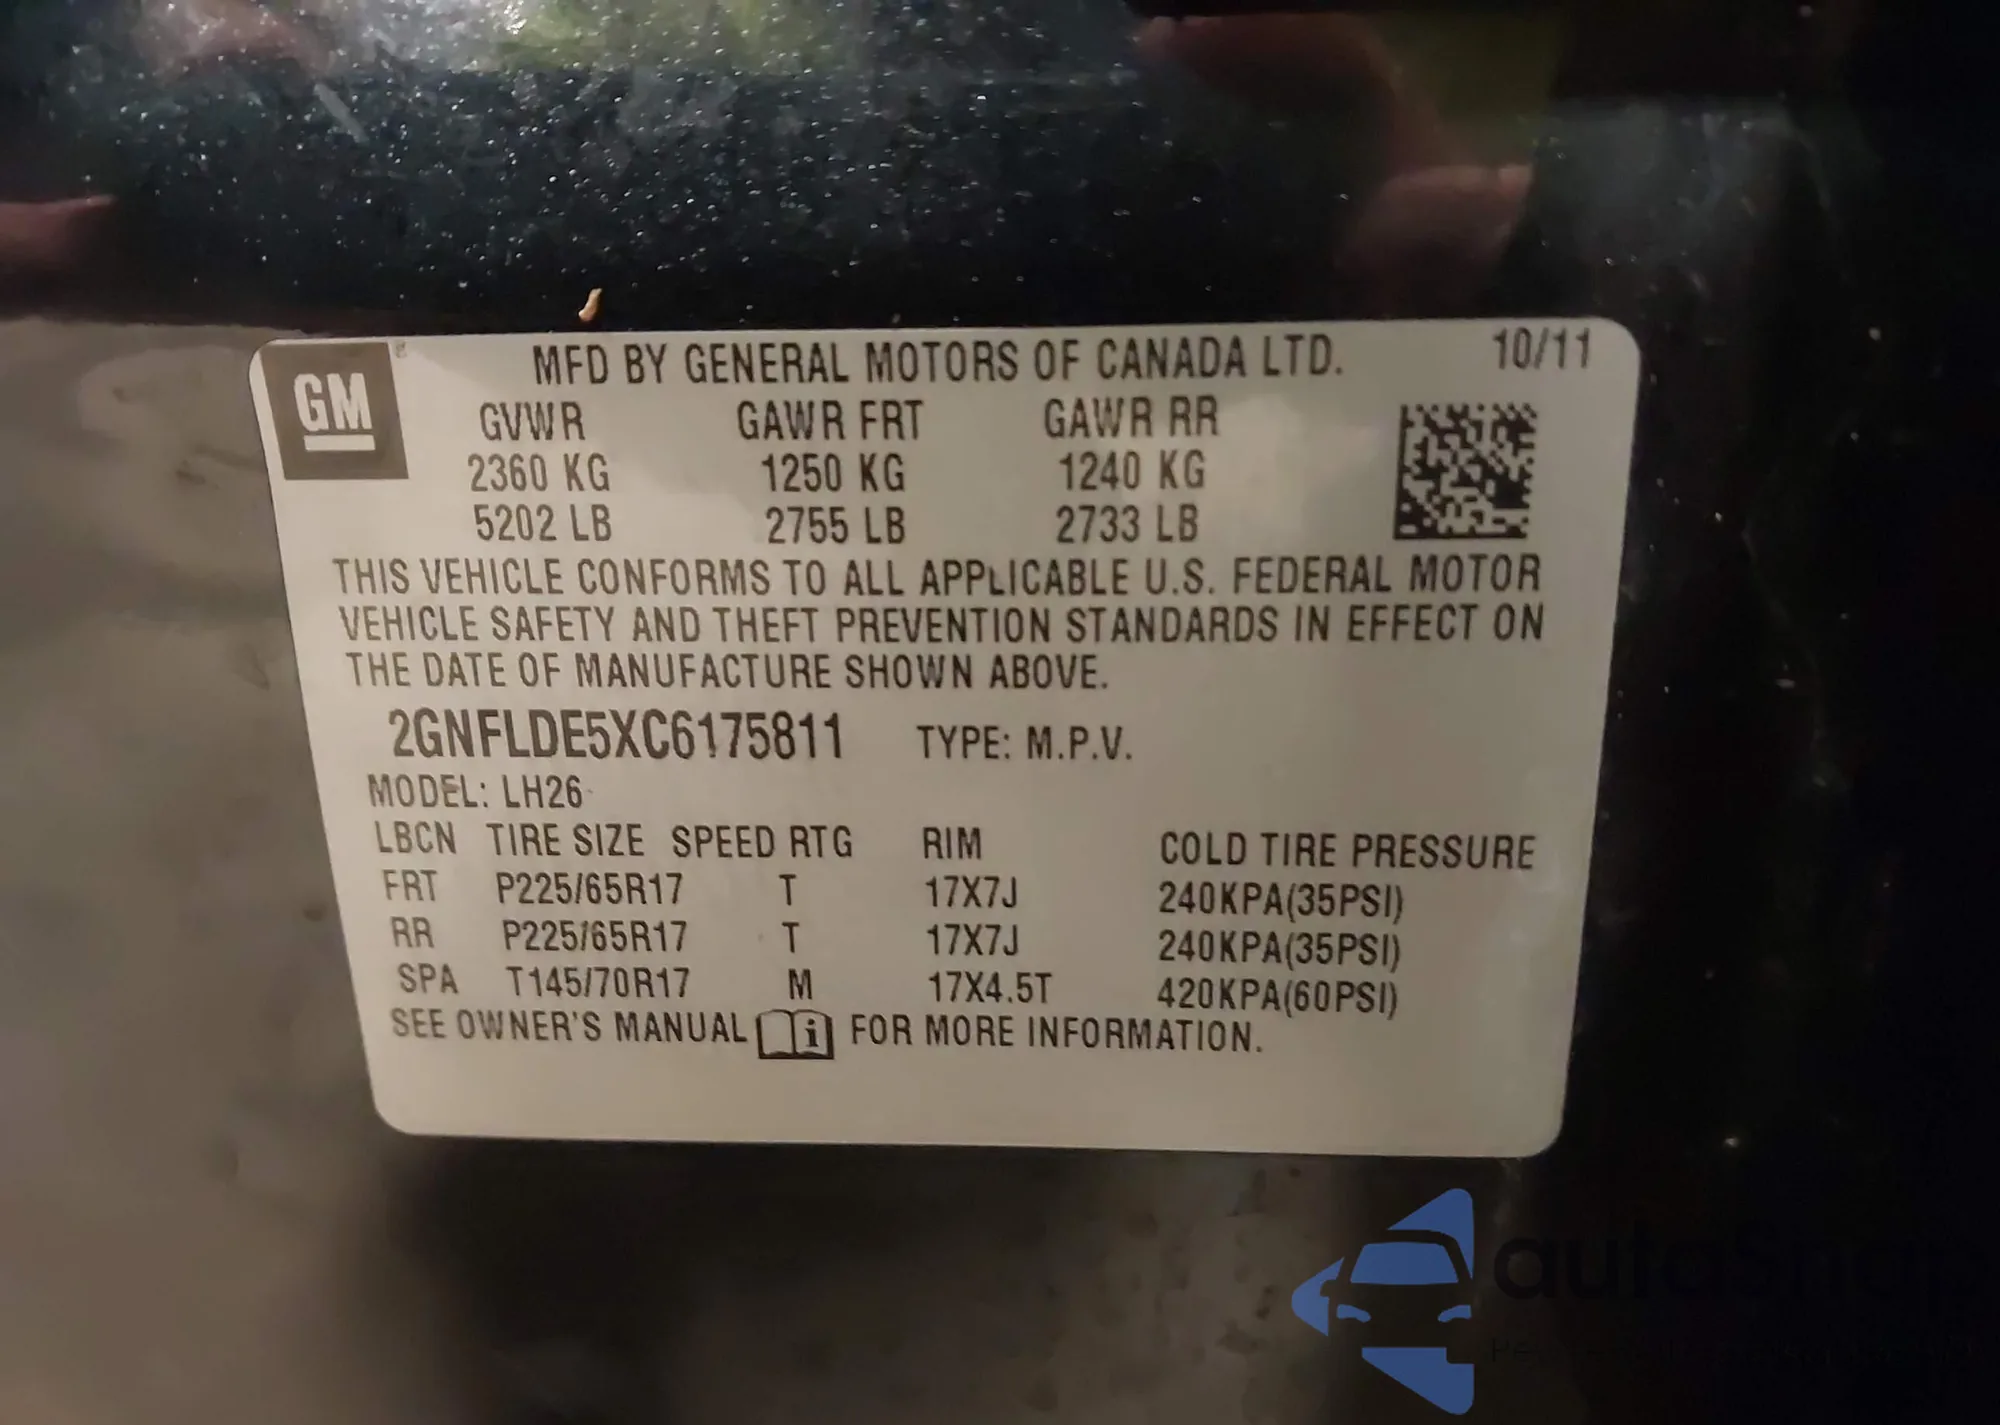 GM
MFD BY GENERAL MOTORS OF CANADA LTD. 10/11
GVWR GAWR FRT GAWR RR
2360 KG 1250 KG 1240 KG
5202 LB 2755 LB 2733 LB
THIS VEHICLE CONFORMS TO ALL APPLICABLE U.S. FEDERAL MOTOR
VEHICLE SAFETY AND THEFT PREVENTION STANDARDS IN EFFECT ON
THE DATE OF MANUFACTURE SHOWN ABOVE.
2GNFLDE5XC6175811 TYPE: M.P.V.
MODEL: LH26
LBCN TIRE SIZE SPEED RTG RIM COLD TIRE PRESSURE
FRT P225/65R17 T 17X7J 240KPA(35PSI)
RR P225/65R17 T 17X7J 240KPA(35PSI)
SPA T145/70R17 M 17X4.5T 420KPA(60PSI)
SEE OWNER'S MANUAL i FOR MORE INFORMATION.